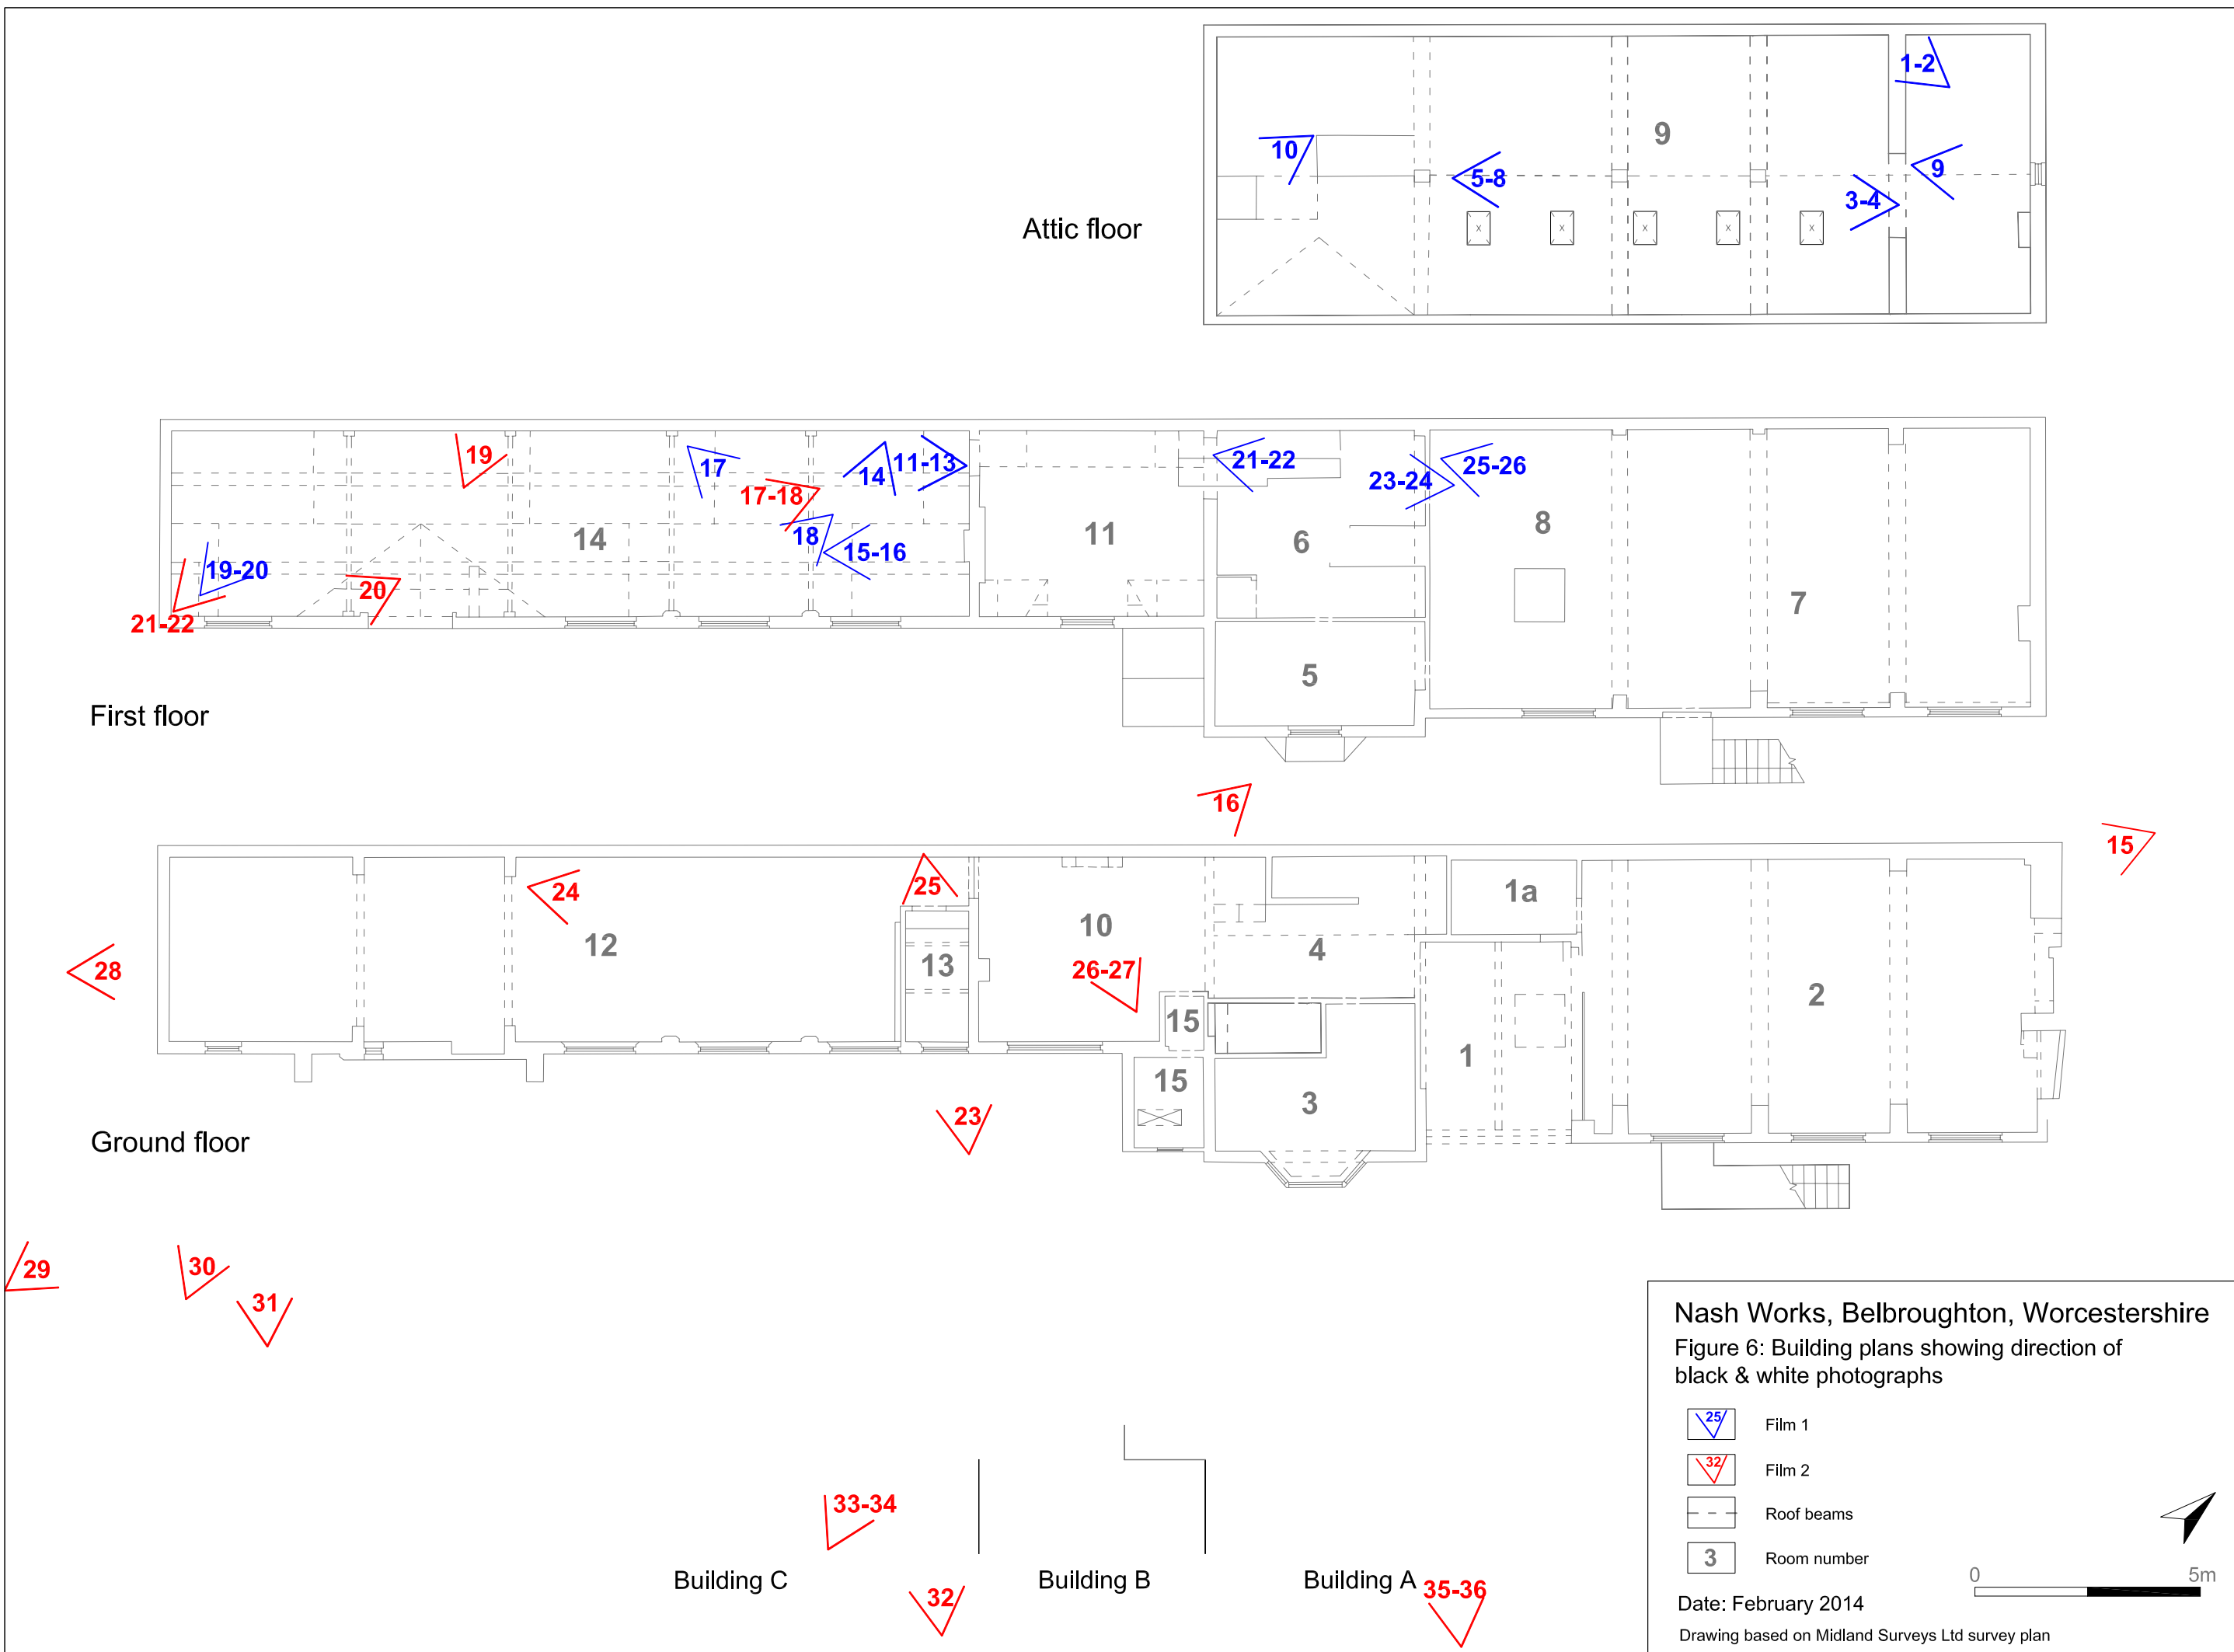 1-2
9
10
5-8
9
3-4
Attic floor
19
17
14
11-13
21-22
23-24
25-26
17-18
18
15-16
14
11
6
8
19-20
20
7
21-22
5
First floor
16
15
24
25
10
1a
12
13
4
28
26-27
2
15
1
15
3
23
Ground floor
29
30
31
33-34
Building C
Building B
Building A
35-36
32
Nash Works, Belbroughton, Worcestershire
Figure 6: Building plans showing direction of
black & white photographs
25 Film 1
32 Film 2
Roof beams
3 Room number
0 5m
Date: February 2014
Drawing based on Midland Surveys Ltd survey plan